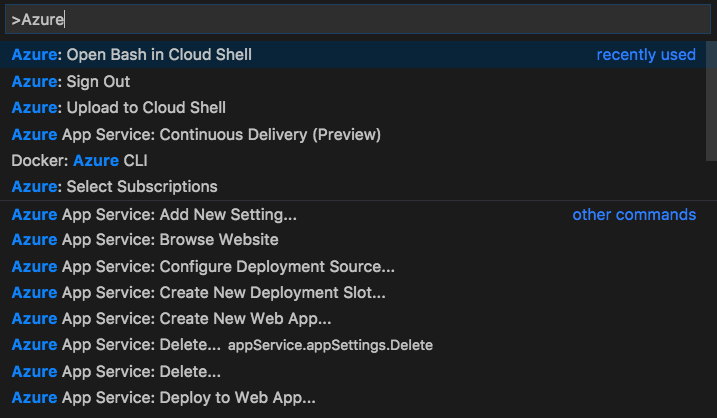 >Azure
Azure: Open Bash in Cloud Shell recently used
Azure: Sign Out
Azure: Upload to Cloud Shell
Azure App Service: Continuous Delivery (Preview)
Docker: Azure CLI
Azure: Select Subscriptions
Azure App Service: Add New Setting... other commands
Azure App Service: Browse Website
Azure App Service: Configure Deployment Source...
Azure App Service: Create New Deployment Slot...
Azure App Service: Create New Web App...
Azure App Service: Delete... appService.appSettings.Delete
Azure App Service: Delete...
Azure App Service: Deploy to Web App...